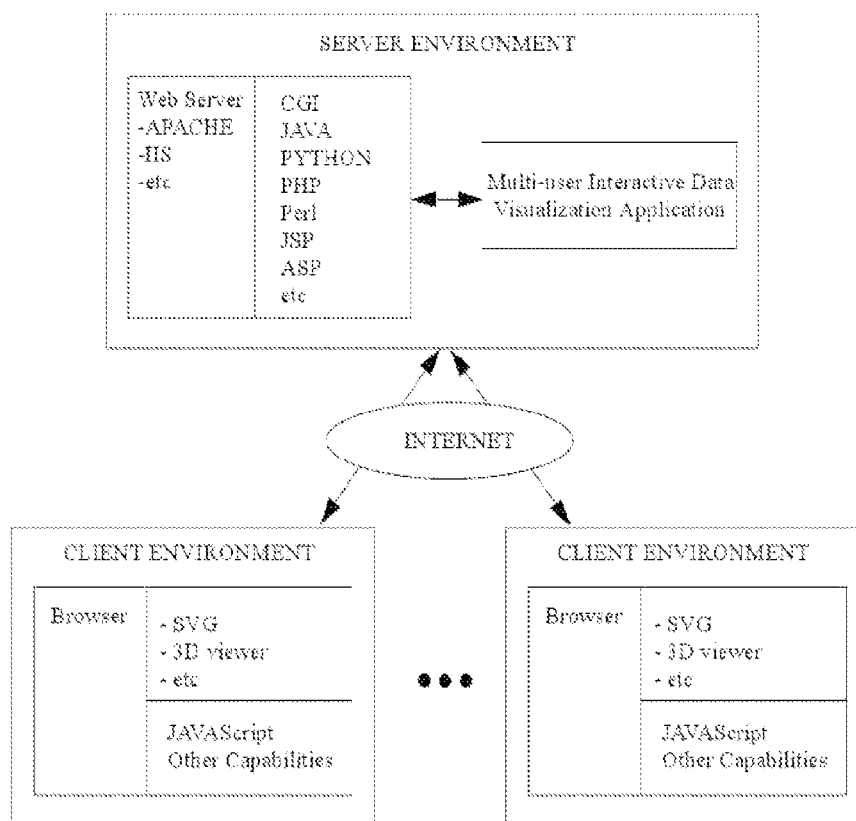 SERVER ENVIRONMENT
Web Server
-APACHE
-IIS
-etc
CGI
JAVA
PYTHON
PHP
Perl
JSP
ASP
etc
Multi-user Interactive Data
Visualization Application
INTERNET
CLIENT ENVIRONMENT
Browser
- SVG
- 3D viewer
- etc
JAVAScript
Other Capabilities
CLIENT ENVIRONMENT
Browser
- SVG
- 3D viewer
- etc
JAVAScript
Other Capabilities